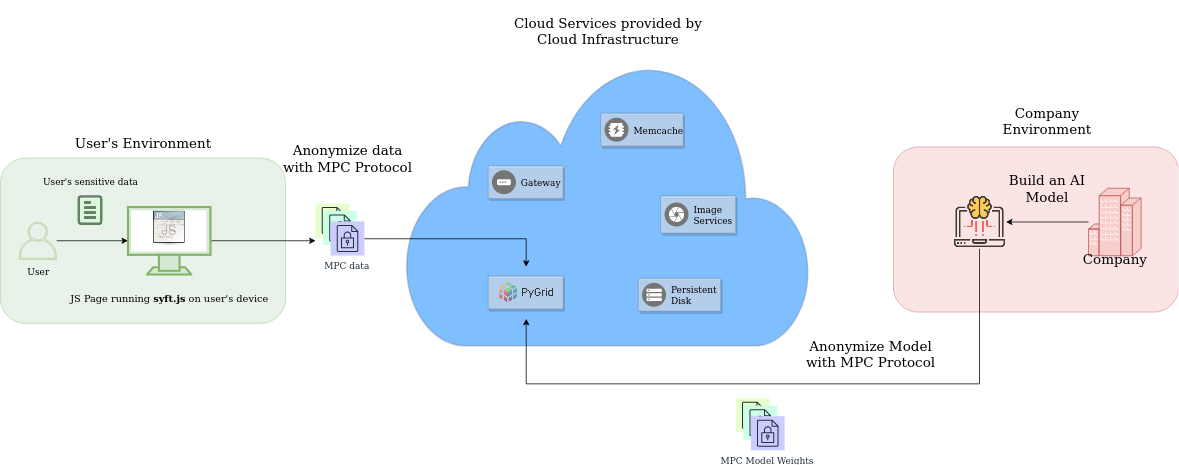 Cloud Services provided by
Cloud Infrastructure
User's Environment
User's sensitive data
User
JS
JS
JS Page running syft.js on user's device
Anonymize data
with MPC Protocol
MPC data
Memcache
Gateway
Image
Services
PyGrid
Persistent
Disk
Company
Environment
Build an AI
Model
Company
Anonymize Model
with MPC Protocol
MPC Model Weights